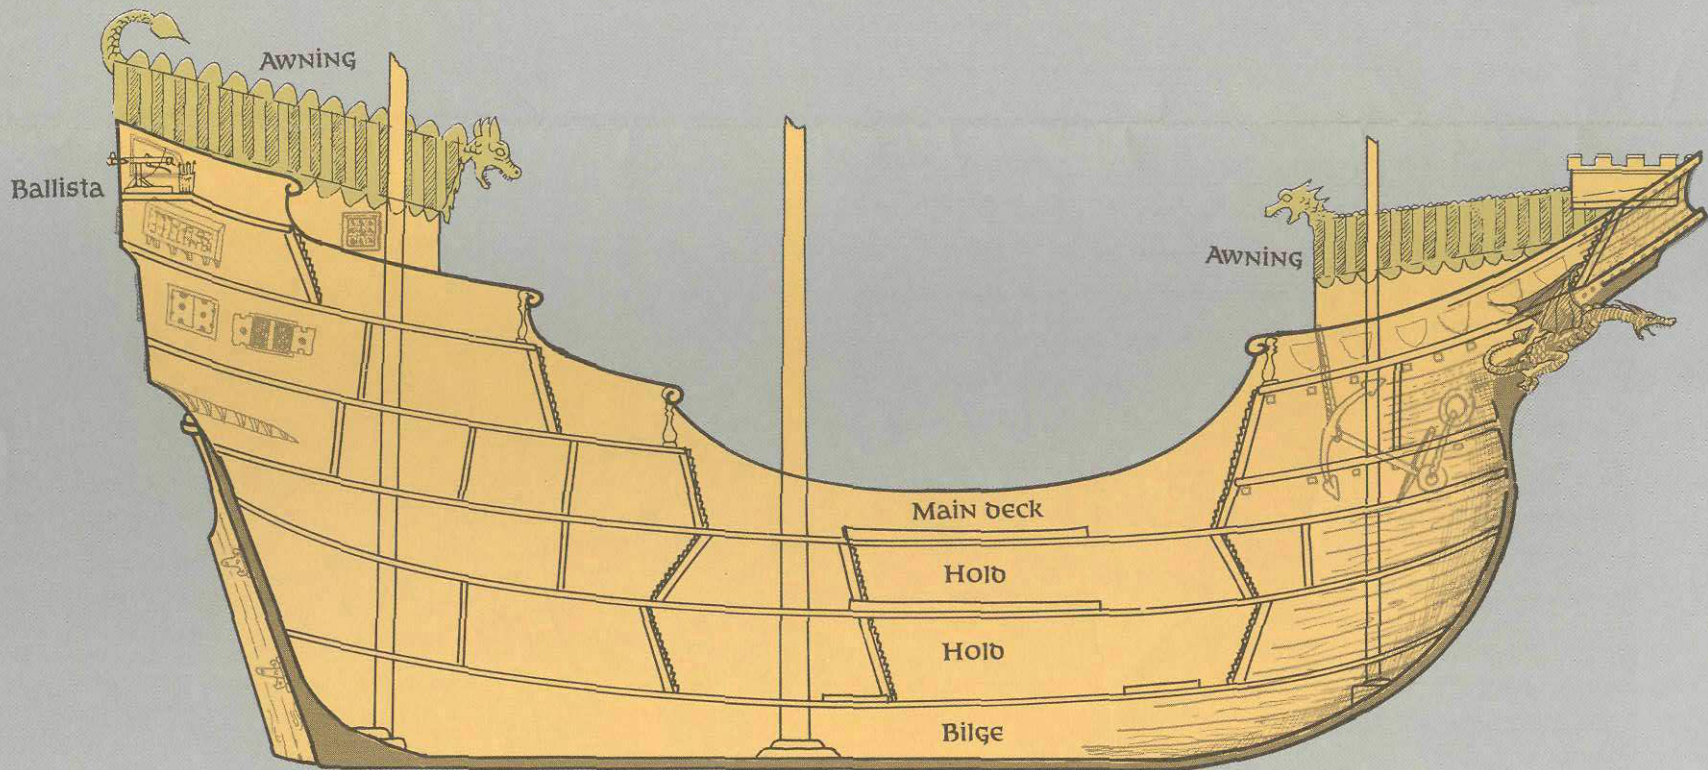 Awning
Ballista
Awning
Main deck
Hold
Hold
Bilge